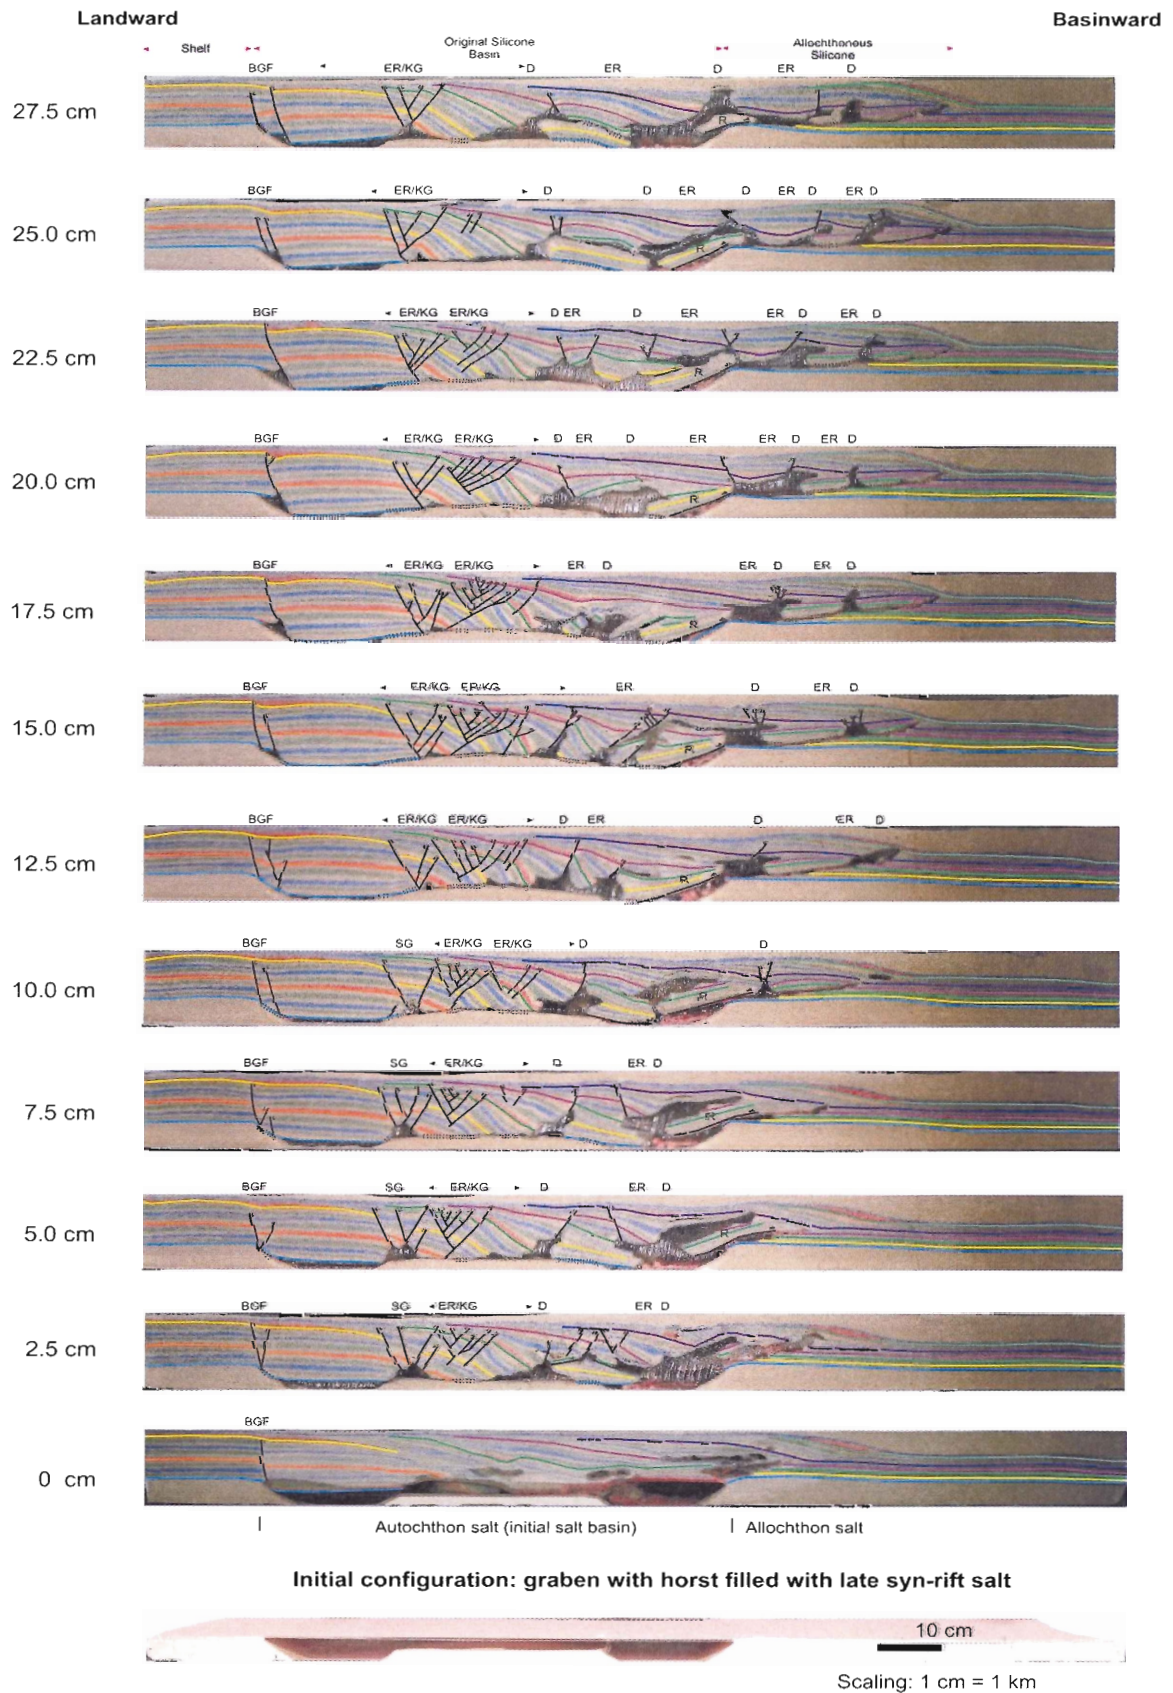 Landward Basinward
Shelf Original Silicone Basin Allochthonous Silicone
BGF ER/KG D ER D ER D
27.5 cm
R
BGF ER/KG D D ER D ER D ER D
25.0 cm
R
BGF ER/KG ER/KG D ER D ER ER D ER D
22.5 cm
R
BGF ER/KG ER/KG D ER D ER ER D ER D
20.0 cm
R
BGF ER/KG ER/KG ER D ER D ER D
17.5 cm
R
BGF ER/KG ER/KG ER D ER D
15.0 cm
R
BGF ER/KG ER/KG D ER D ER D
12.5 cm
R
BGF SG ER/KG ER/KG D D
10.0 cm
R
BGF SG ER/KG D ER D
7.5 cm
BGF SG ER/KG D ER D
5.0 cm
R
BGF SG ER/KG D ER D
2.5 cm
BGF
0 cm
Autochthon salt (initial salt basin) Allochthon salt
Initial configuration: graben with horst filled with late syn-rift salt
10 cm
Scaling: 1 cm = 1 km